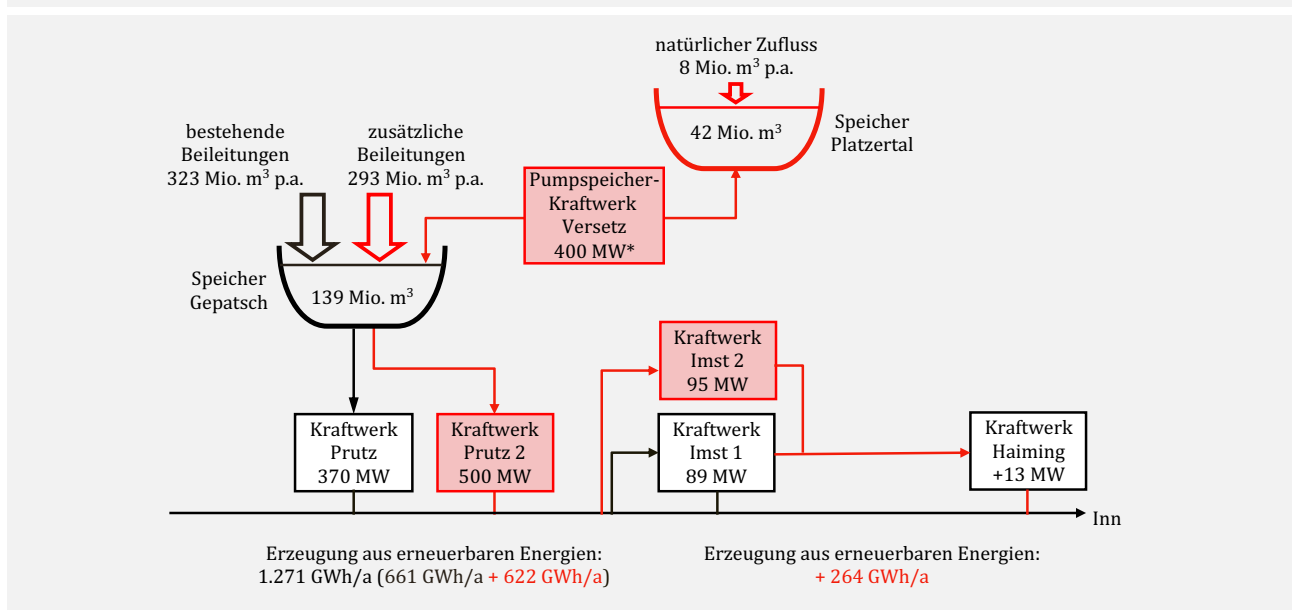 natürlicher Zufluss
8 Mio. m³ p.a.
42 Mio. m³
Speicher
Platzertal
bestehende
Beileitungen
323 Mio. m³ p.a.
zusätzliche
Beileitungen
293 Mio. m³ p.a.
Pumpspeicher-
Kraftwerk
Versetz
400 MW*
Speicher
Gepatsch
139 Mio. m³
Kraftwerk
Imst 2
95 MW
Kraftwerk
Prutz
370 MW
Kraftwerk
Prutz 2
500 MW
Kraftwerk
Imst 1
89 MW
Kraftwerk
Haiming
+13 MW
Inn
Erzeugung aus erneuerbaren Energien:
1.271 GWh/a (661 GWh/a + 622 GWh/a)
Erzeugung aus erneuerbaren Energien:
+ 264 GWh/a